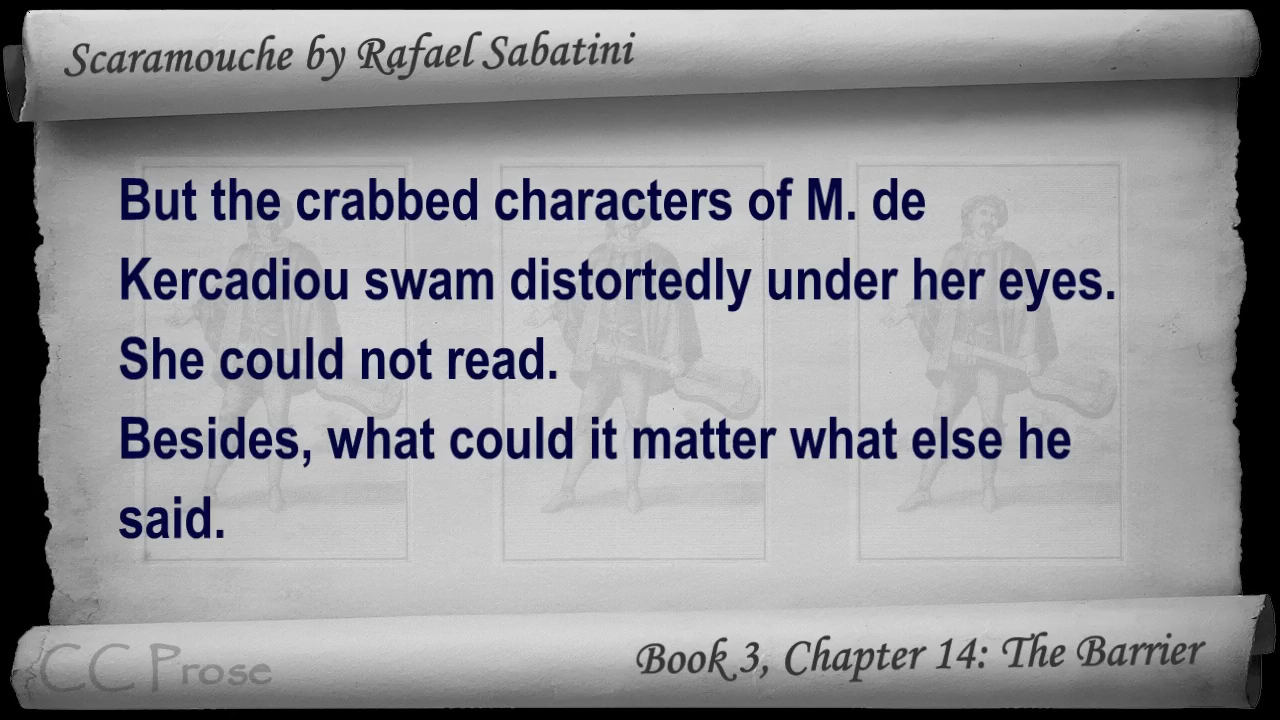 Scaramouche by Rafael Sabatini
But the crabbed characters of M. de
Kercadiou swam distortedly under her eyes.
She could not read.
Besides, what could it matter what else he
said.
CC Prose
Book 3, Chapter 14: The Barrier